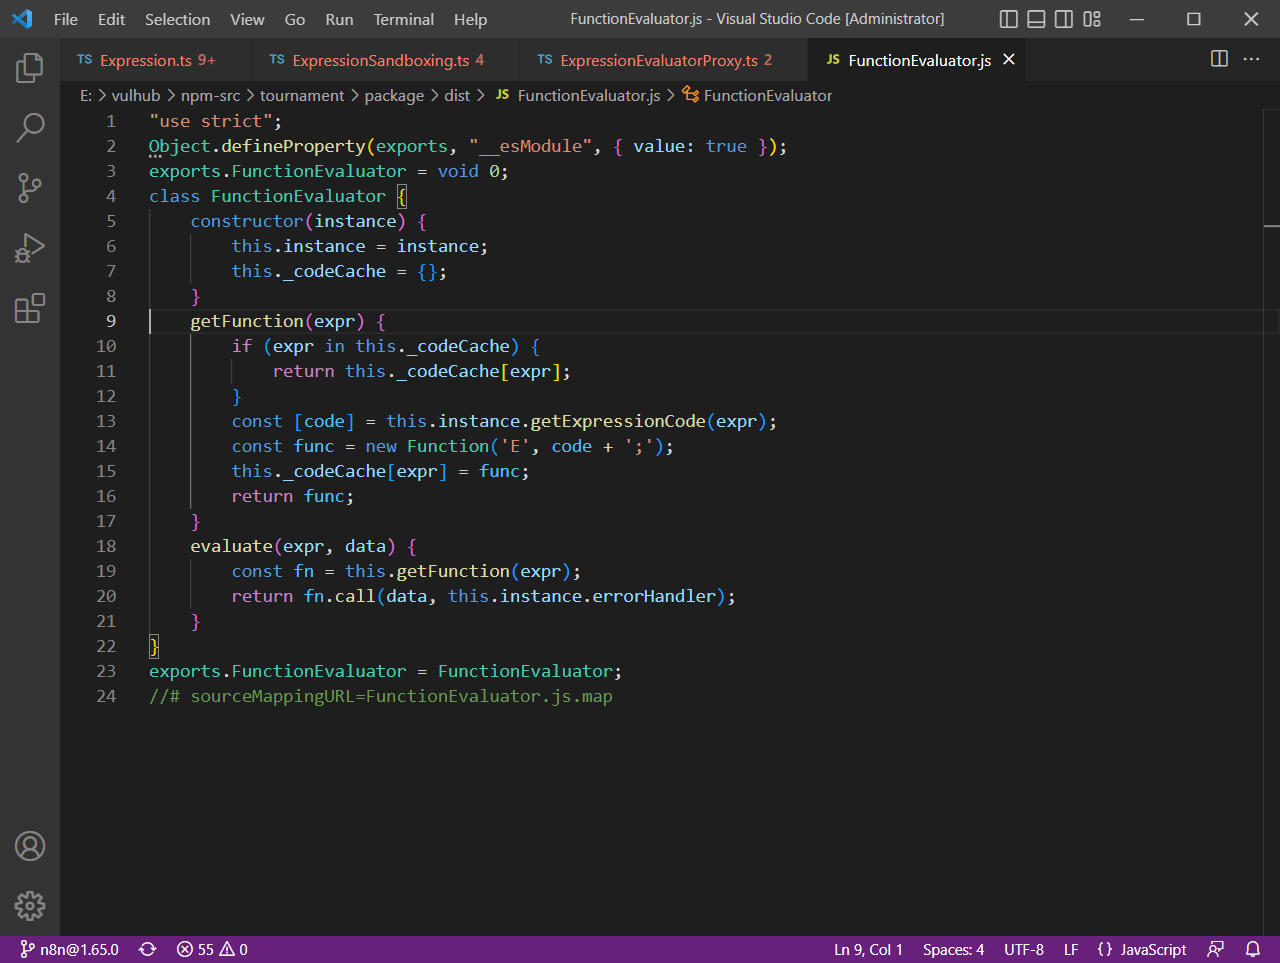 File Edit Selection View Go Run Terminal Help FunctionEvaluator.js - Visual Studio Code [Administrator]
TS Expression.ts 9+ TS ExpressionSandboxing.ts 4 TS ExpressionEvaluatorProxy.ts 2 JS FunctionEvaluator.js
E: > vulhub > npm-src > tournament > package > dist > JS FunctionEvaluator.js > FunctionEvaluator
1 "use strict";
2 Object.defineProperty(exports, "__esModule", { value: true });
3 exports.FunctionEvaluator = void 0;
4 class FunctionEvaluator {
5     constructor(instance) {
6         this.instance = instance;
7         this._codeCache = {};
8     }
9     getFunction(expr) {
10         if (expr in this._codeCache) {
11             return this._codeCache[expr];
12         }
13         const [code] = this.instance.getExpressionCode(expr);
14         const func = new Function('E', code + ';');
15         this._codeCache[expr] = func;
16         return func;
17     }
18     evaluate(expr, data) {
19         const fn = this.getFunction(expr);
20         return fn.call(data, this.instance.errorHandler);
21     }
22 }
23 exports.FunctionEvaluator = FunctionEvaluator;
24 //# sourceMappingURL=FunctionEvaluator.js.map
n8n@1.65.0 55 0 Ln 9, Col 1 Spaces: 4 UTF-8 LF {} JavaScript